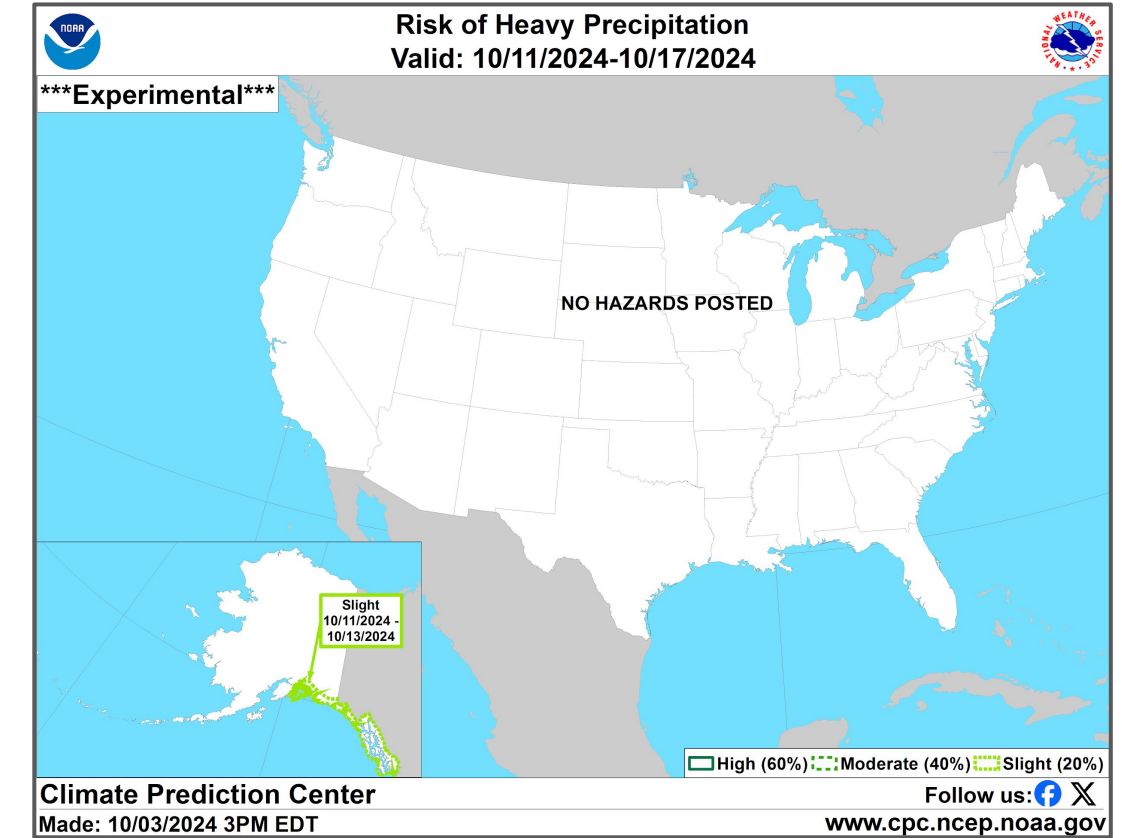 NOAA
Risk of Heavy Precipitation
Valid: 10/11/2024-10/17/2024
NATIONAL WEATHER SERVICE
***Experimental***
NO HAZARDS POSTED
Slight
10/11/2024 -
10/13/2024
High (60%) Moderate (40%) Slight (20%)
Climate Prediction Center
Follow us:
Made: 10/03/2024 3PM EDT
www.cpc.ncep.noaa.gov